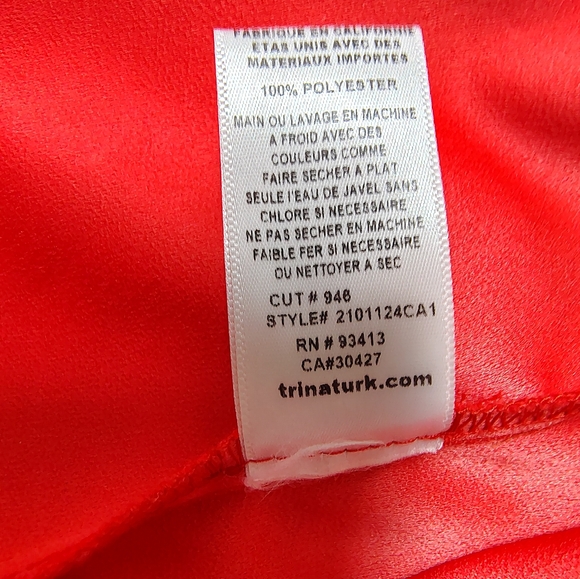 FABRIQUE EN CALIFORNIE
ETAS UNIS AVEC DES
MATERIAUX IMPORTES
100% POLYESTER
MAIN OU LAVAGE EN MACHINE
A FROID AVEC DES
COULEURS COMME
FAIRE SECHER A PLAT
SEULE l'EAU DE JAVEL SANS
CHLORE SI NECESSAIRE
NE PAS SECHER EN MACHINE
FAIBLE FER SI NECESSAIRE
OU NETTOYER A SEC
CUT # 946
STYLE# 2101124CA1
RN # 93413
CA#30427
trinaturk.com